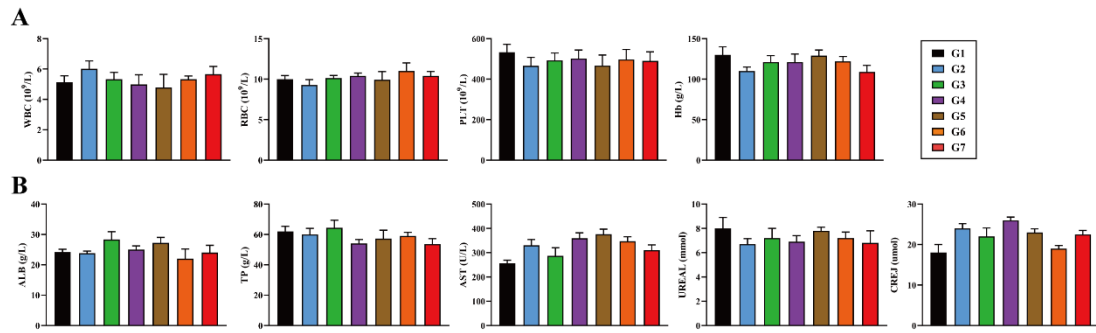 A
WBC (10⁹/L)
8
6
4
2
0
RBC (10⁹/L)
15
10
5
0
PLT (10⁹/L)
600
400
200
0
Hb (g/L)
150
100
50
0
G1
G2
G3
G4
G5
G6
G7
B
ALB (g/L)
40
30
20
10
0
TP (g/L)
80
60
40
20
0
AST (U/L)
500
400
300
200
100
0
UREAL (mmol)
10
8
6
4
2
0
CREJ (umol)
30
20
10
0